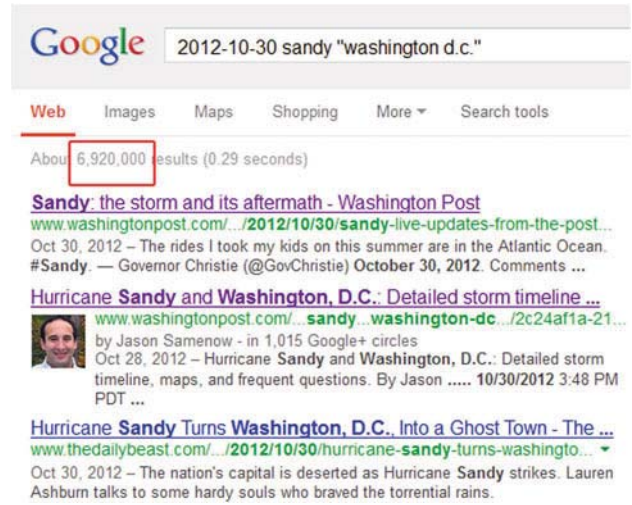 Google 2012-10-30 sandy "washington d.c."
Web Images Maps Shopping More Search tools
About 6,920,000 results (0.29 seconds)
Sandy: the storm and its aftermath - Washington Post
www.washingtonpost.com/.../2012/10/30/sandy-live-updates-from-the-post...
Oct 30, 2012 – The rides I took my kids on this summer are in the Atlantic Ocean.
#Sandy. — Governor Christie (@GovChristie) October 30, 2012. Comments ...
Hurricane Sandy and Washington, D.C.: Detailed storm timeline ...
www.washingtonpost.com/...sandy...washington-dc.../2c24af1a-21...
by Jason Samenow - in 1,015 Google+ circles
Oct 28, 2012 – Hurricane Sandy and Washington, D.C.: Detailed storm
timeline, maps, and frequent questions. By Jason ..... 10/30/2012 3:48 PM
PDT ...
Hurricane Sandy Turns Washington, D.C., Into a Ghost Town - The ...
www.thedailybeast.com/.../2012/10/30/hurricane-sandy-turns-washingto...
Oct 30, 2012 – The nation's capital is deserted as Hurricane Sandy strikes. Lauren
Ashburn talks to some hardy souls who braved the torrential rains.